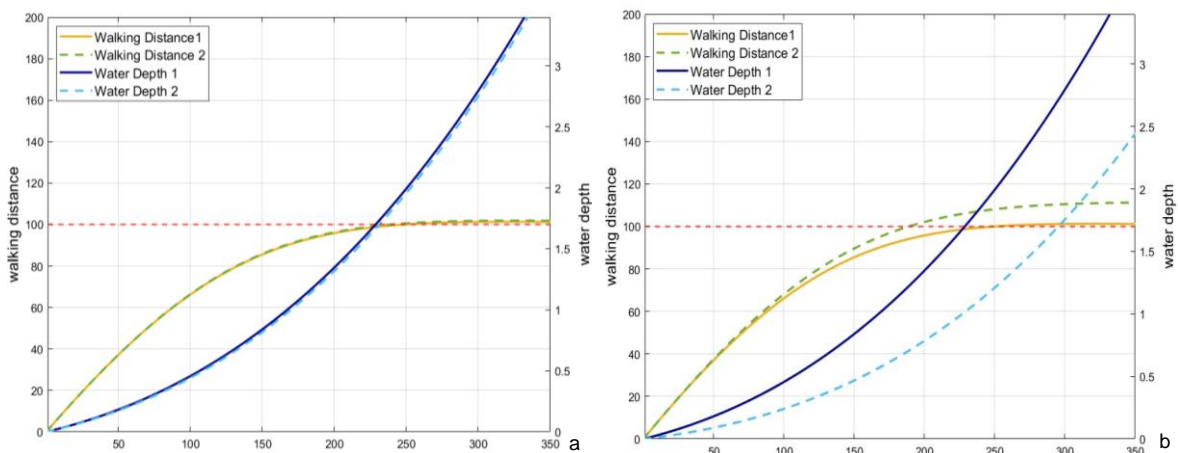 200
180
160
140
120
100
80
60
40
20
0
walking distance
Walking Distance1
Walking Distance 2
Water Depth 1
Water Depth 2
3
2.5
2
1.5
1
0.5
0
water depth
50 100 150 200 250 300 350
a
200
180
160
140
120
100
80
60
40
20
0
walking distance
Walking Distance1
Walking Distance 2
Water Depth 1
Water Depth 2
3
2.5
2
1.5
1
0.5
0
water depth
50 100 150 200 250 300 350
b